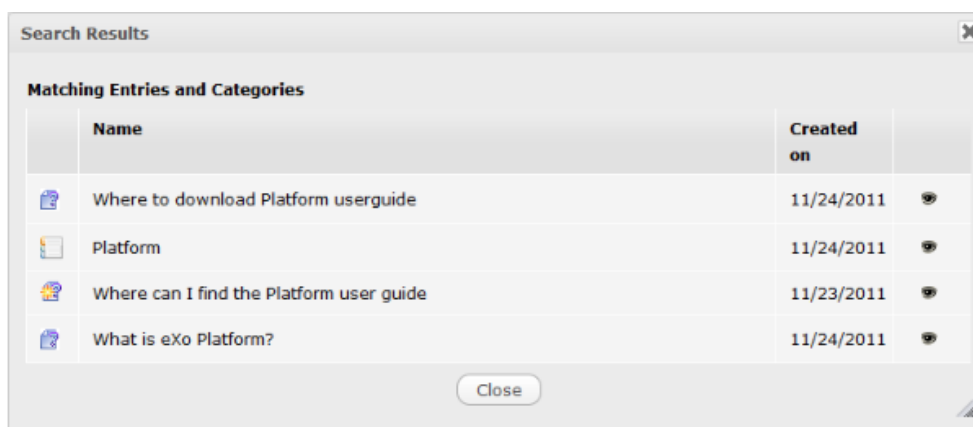 Search Results
Matching Entries and Categories
Name Created
on
Where to download Platform userguide 11/24/2011
Platform 11/24/2011
Where can I find the Platform user guide 11/23/2011
What is eXo Platform? 11/24/2011
Close